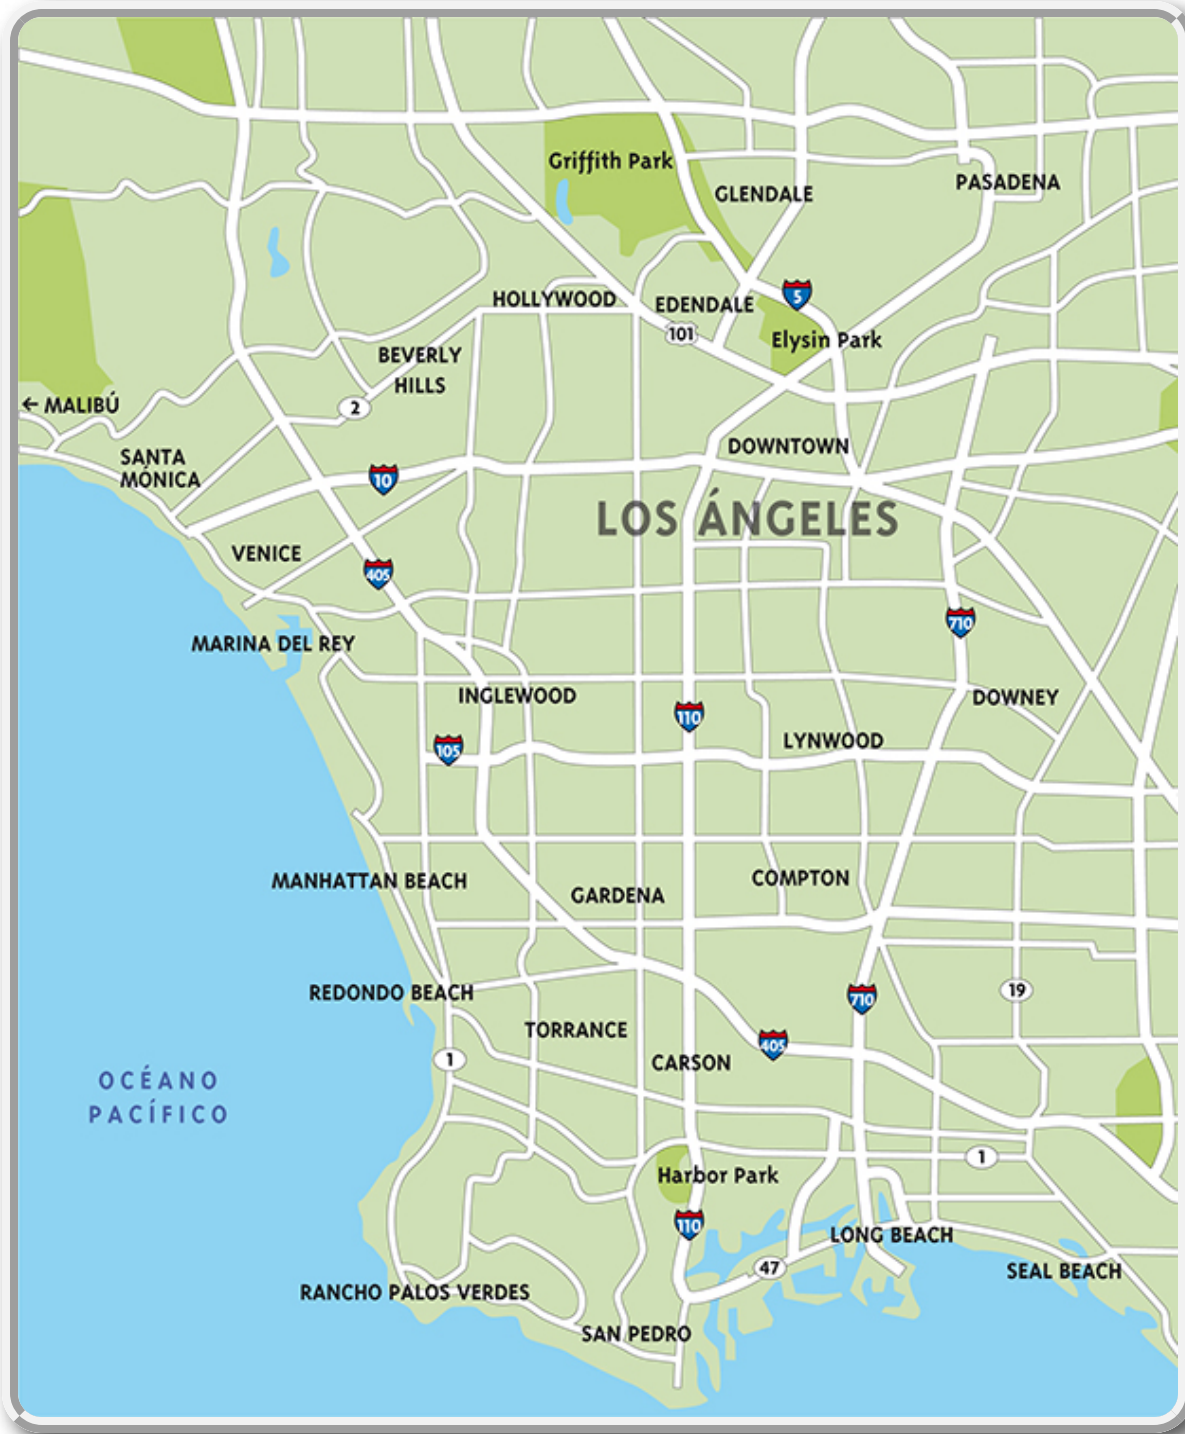 Griffith Park
GLENDALE
PASADENA
HOLLYWOOD
EDENDALE
5
101
Elysin Park
BEVERLY
HILLS
2
← MALIBÚ
DOWNTOWN
SANTA
MÓNICA
10
LOS ÁNGELES
VENICE
405
710
MARINA DEL REY
INGLEWOOD
DOWNEY
110
LYNWOOD
105
MANHATTAN BEACH
GARDENA
COMPTON
REDONDO BEACH
710
19
TORRANCE
405
1
CARSON
OCÉANO
PACÍFICO
1
Harbor Park
110
LONG BEACH
47
SEAL BEACH
RANCHO PALOS VERDES
SAN PEDRO